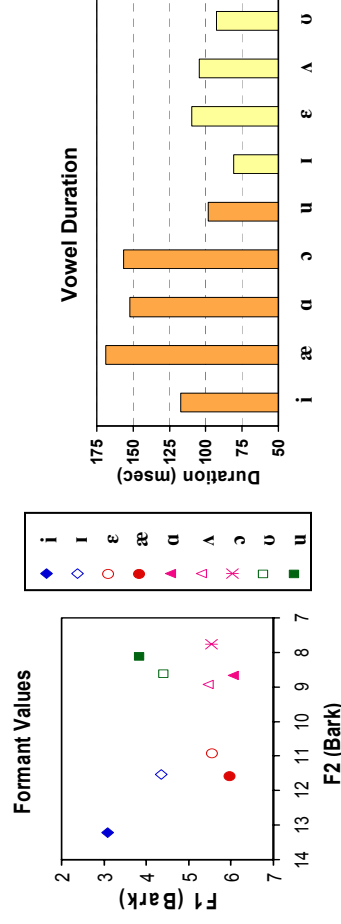 Formant Values
2
3
4
5
6
7
F1 (Bark)
14 13 12 11 10 9 8 7
F2 (Bark)
i
ɪ
ɛ
æ
ɑ
ʌ
ɔ
ʊ
u
Vowel Duration
175
150
125
100
75
50
Duration (msec)
i æ ɑ ɔ u ɪ ɛ ʌ ʊ